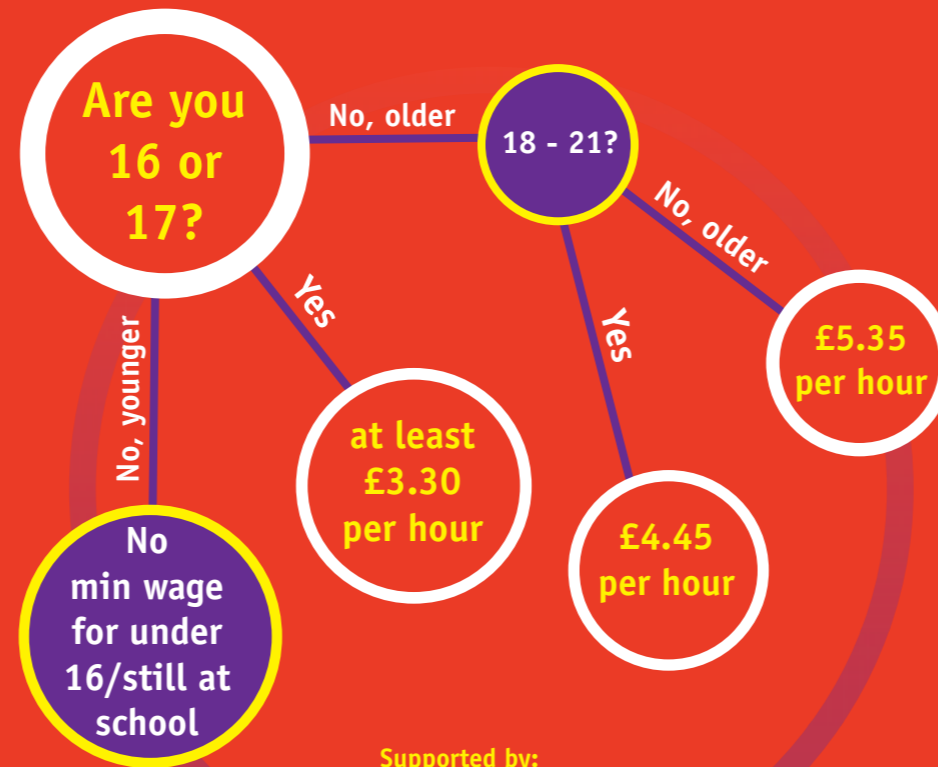 Are you
16 or
17?
No, older
18 - 21?
No, older
£5.35
per hour
Yes
£4.45
per hour
Yes
at least
£3.30
per hour
No, younger
No
min wage
for under
16/still at
school
Supported by: